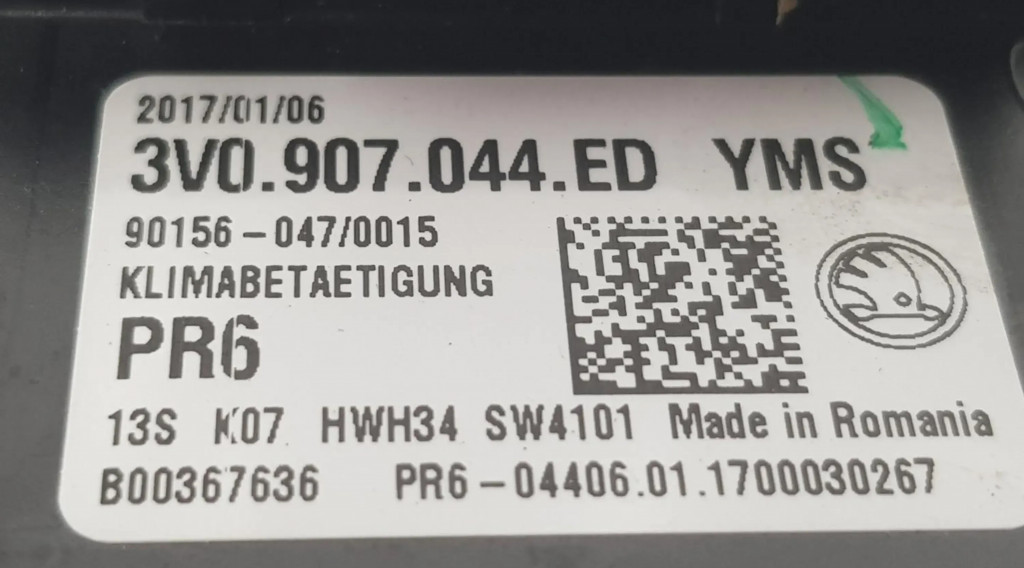 2017/01/06
3V0.907.044.ED YMS
90156-047/0015
KLIMABETAETIGUNG
PR6
13S K07 HWH34 SW4101 Made in Romania
B00367636 PR6-04406.01.1700030267